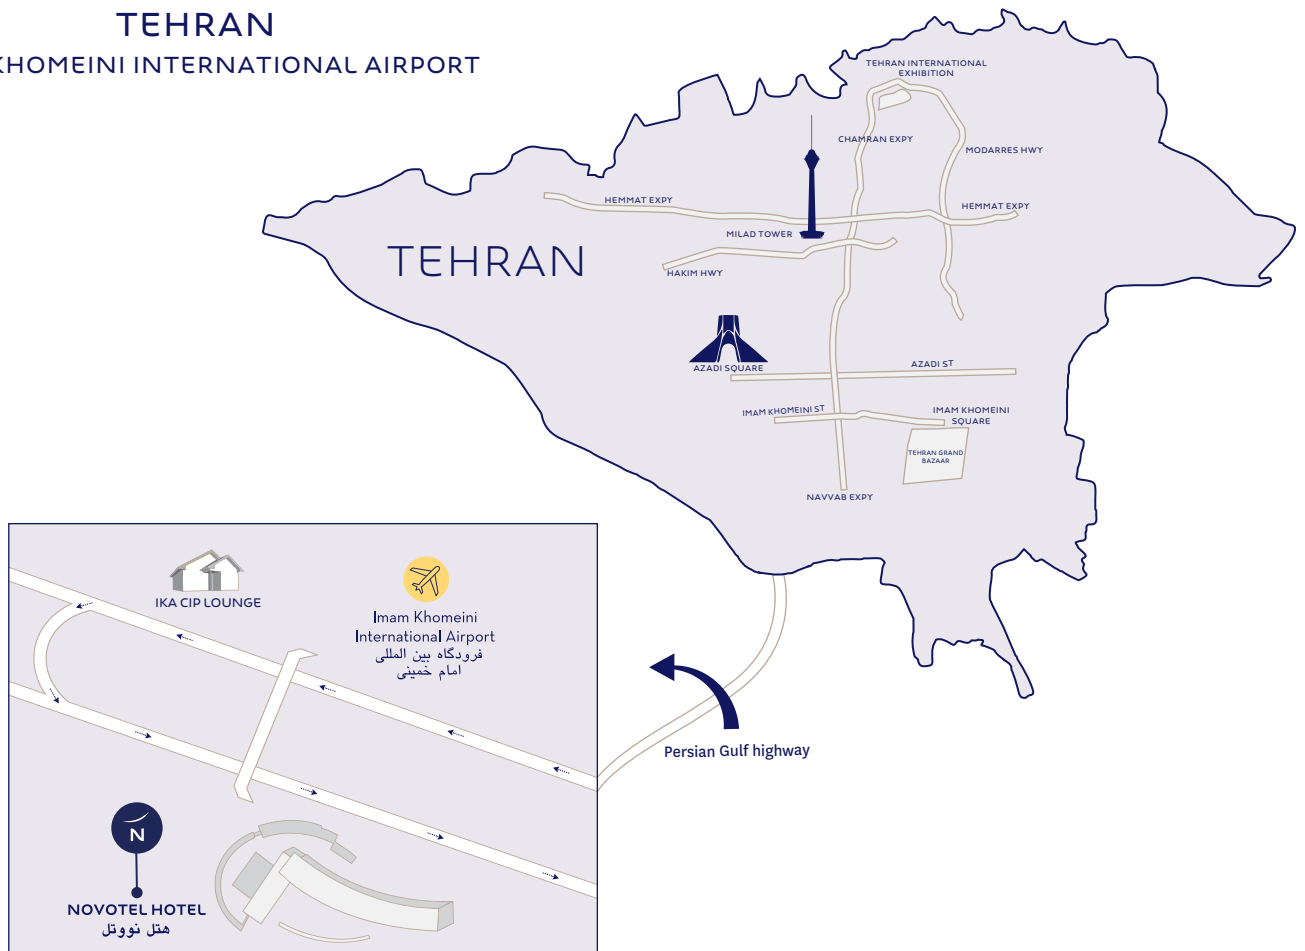 TEHRAN
KHOMEINI INTERNATIONAL AIRPORT
TEHRAN INTERNATIONAL
EXHIBITION
CHAMRAN EXPY
MODARRES HWY
HEMMAT EXPY
HEMMAT EXPY
MILAD TOWER
TEHRAN
HAKIM HWY
AZADI SQUARE
AZADI ST
IMAM KHOMEINI ST
IMAM KHOMEINI
SQUARE
TEHRAN GRAND
BAZAAR
NAVVAB EXPY
IKA CIP LOUNGE
Imam Khomeini
International Airport
فرودگاه بین المللی
امام خمینی
Persian Gulf highway
N
NOVOTEL HOTEL
هتل نووتل